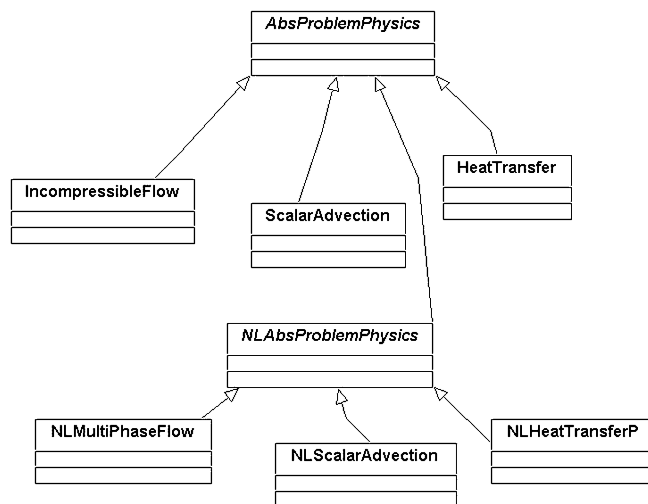 AbsProblemPhysics
HeatTransfer
IncompressibleFlow
ScalarAdvection
NLAbsProblemPhysics
NLMultiPhaseFlow
NLHeatTransferP
NLScalarAdvection